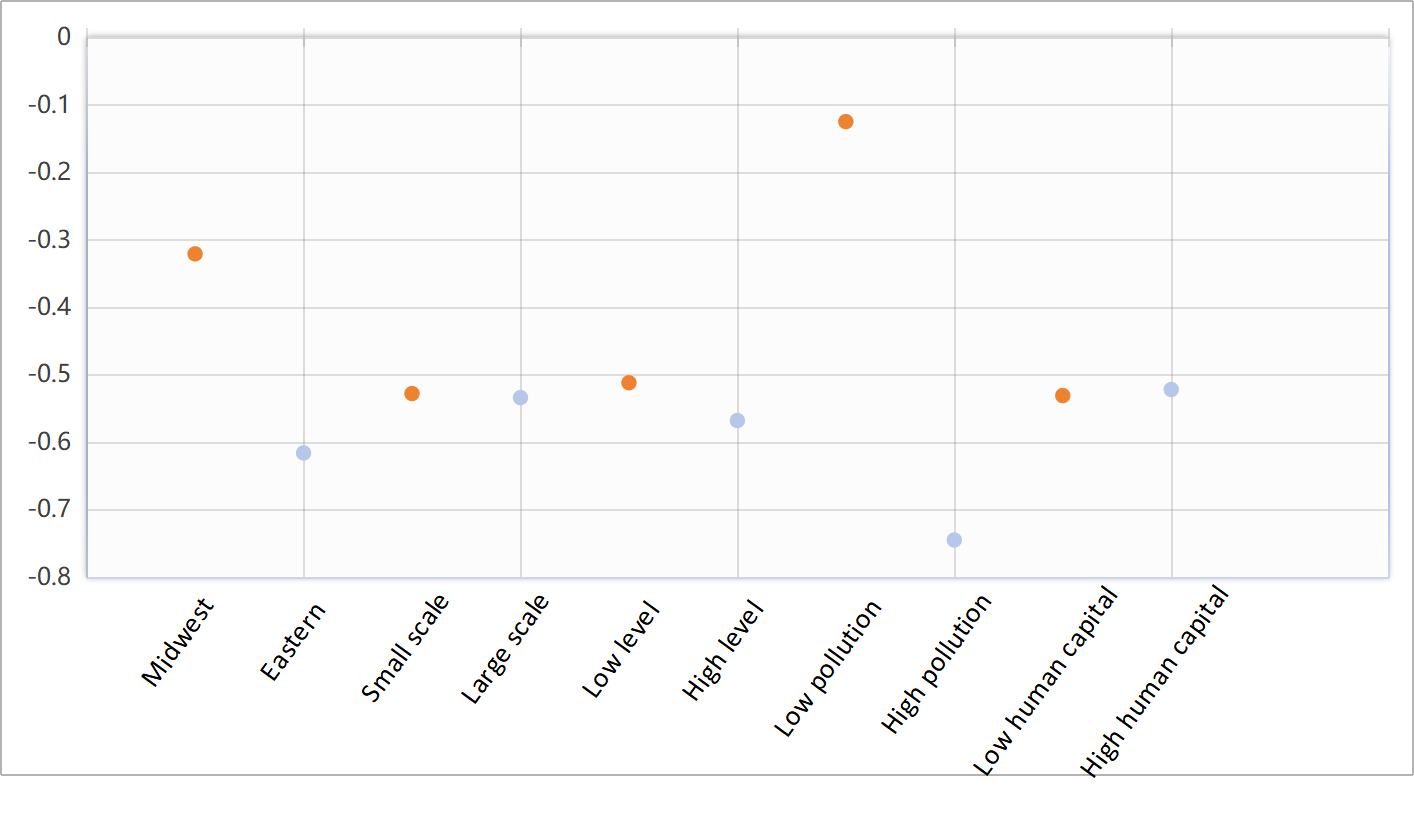 0
-0.1
-0.2
-0.3
-0.4
-0.5
-0.6
-0.7
-0.8
Midwest
Eastern
Small scale
Large scale
Low level
High level
Low pollution
High pollution
Low human capital
High human capital